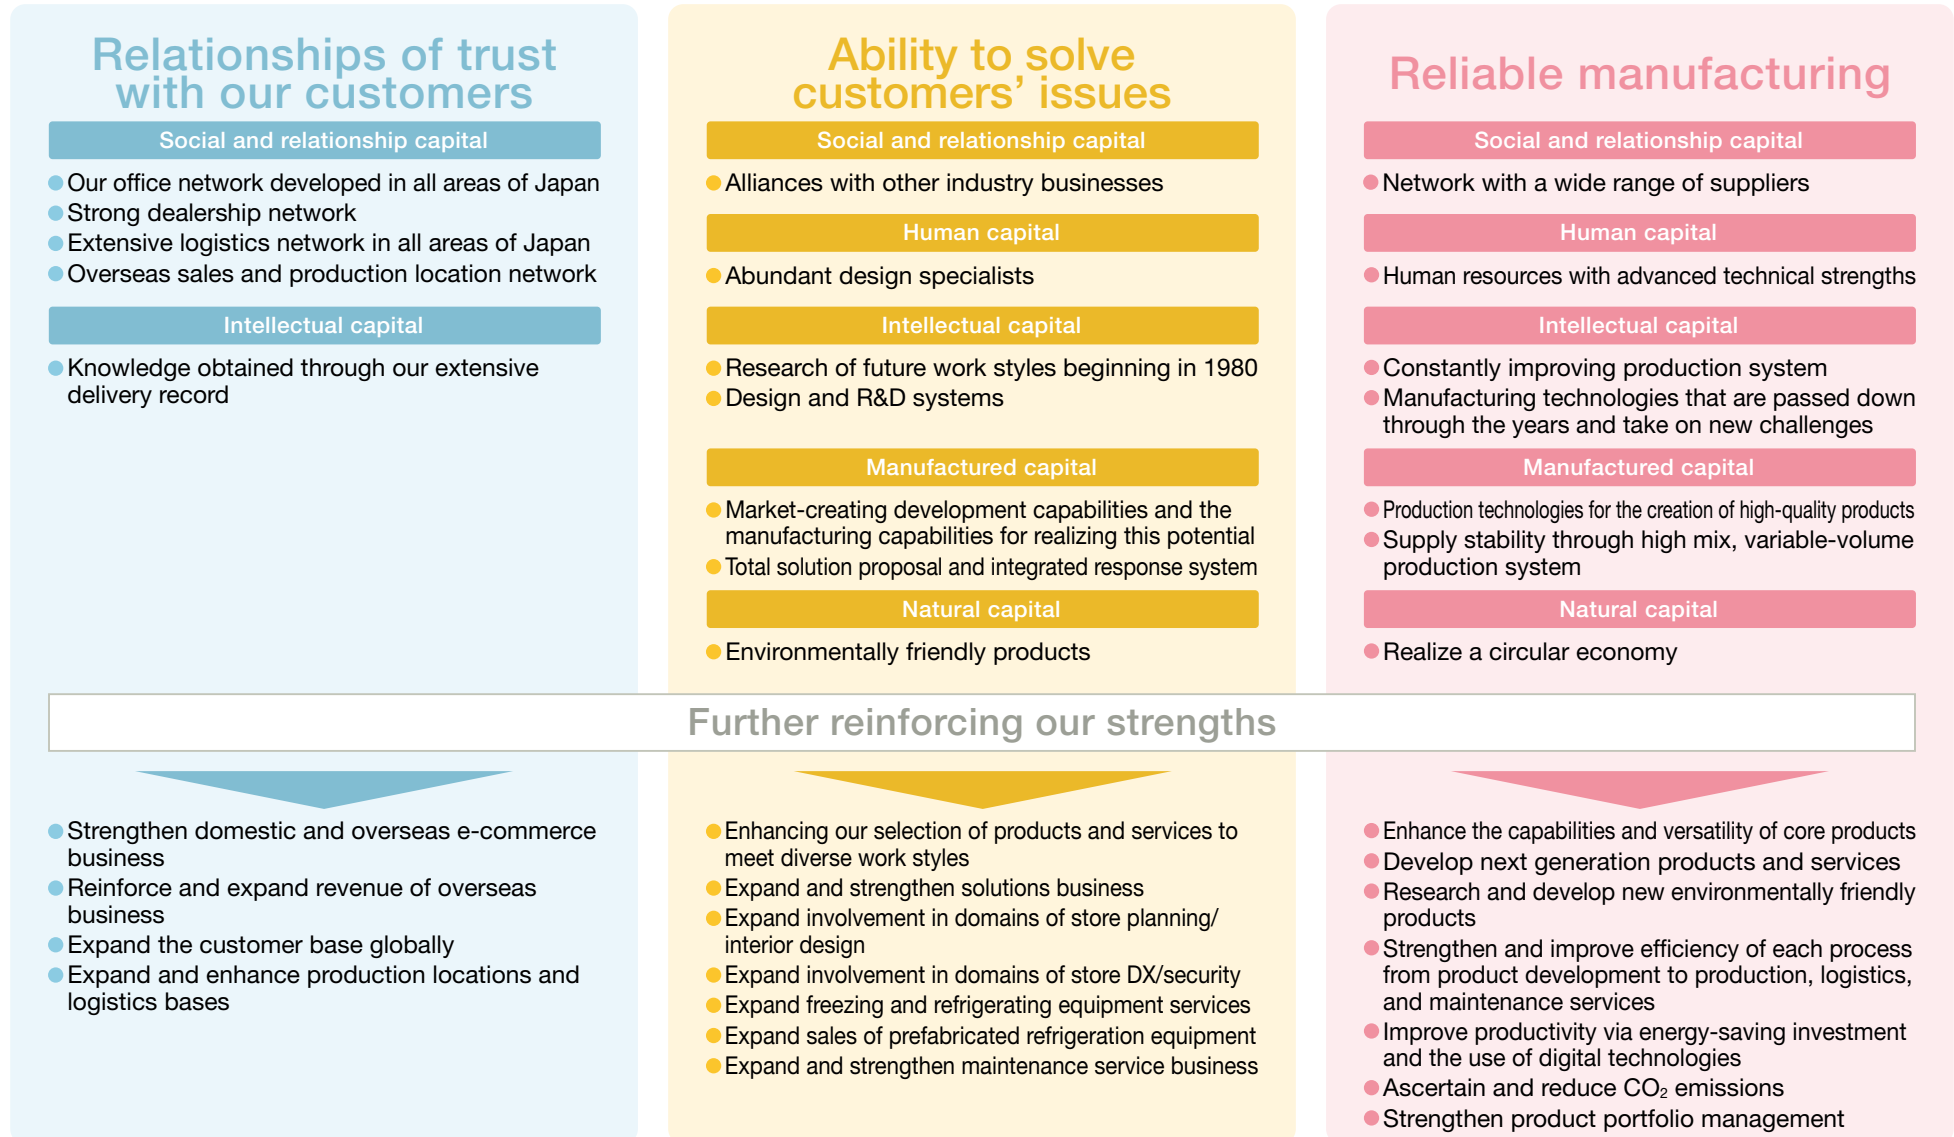 Relationships of trust
with our customers
Social and relationship capital
Our office network developed in all areas of Japan
Strong dealership network
Extensive logistics network in all areas of Japan
Overseas sales and production location network
Intellectual capital
Knowledge obtained through our extensive
delivery record
Ability to solve
customers’ issues
Social and relationship capital
Alliances with other industry businesses
Human capital
Abundant design specialists
Intellectual capital
Research of future work styles beginning in 1980
Design and R&D systems
Manufactured capital
Market-creating development capabilities and the
manufacturing capabilities for realizing this potential
Total solution proposal and integrated response system
Natural capital
Environmentally friendly products
Reliable manufacturing
Social and relationship capital
Network with a wide range of suppliers
Human capital
Human resources with advanced technical strengths
Intellectual capital
Constantly improving production system
Manufacturing technologies that are passed down
through the years and take on new challenges
Manufactured capital
Production technologies for the creation of high-quality products
Supply stability through high mix, variable-volume
production system
Natural capital
Realize a circular economy
Further reinforcing our strengths
Strengthen domestic and overseas e-commerce
business
Reinforce and expand revenue of overseas
business
Expand the customer base globally
Expand and enhance production locations and
logistics bases
Enhancing our selection of products and services to
meet diverse work styles
Expand and strengthen solutions business
Expand involvement in domains of store planning/
interior design
Expand involvement in domains of store DX/security
Expand freezing and refrigerating equipment services
Expand sales of prefabricated refrigeration equipment
Expand and strengthen maintenance service business
Enhance the capabilities and versatility of core products
Develop next generation products and services
Research and develop new environmentally friendly
products
Strengthen and improve efficiency of each process
from product development to production, logistics,
and maintenance services
Improve productivity via energy-saving investment
and the use of digital technologies
Ascertain and reduce CO₂ emissions
Strengthen product portfolio management